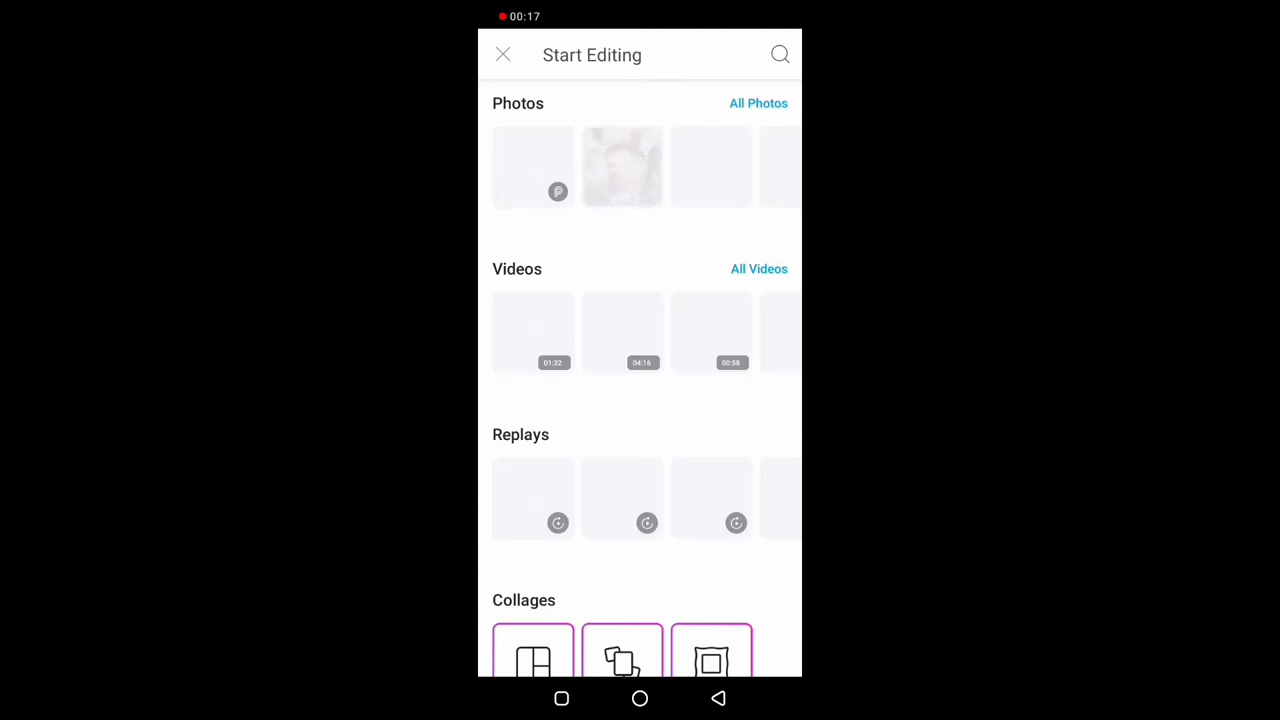 00:17
Start Editing
Photos
All Photos
Videos
All Videos
01:32
04:16
00:58
Replays
Collages